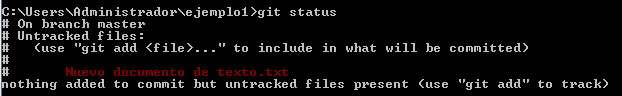 C:\Users\Administrador\ejemplo1>git status
# On branch master
# Untracked files:
#   (use "git add <file>..." to include in what will be committed)
#
#       Nuevo documento de texto.txt
nothing added to commit but untracked files present (use "git add" to track)